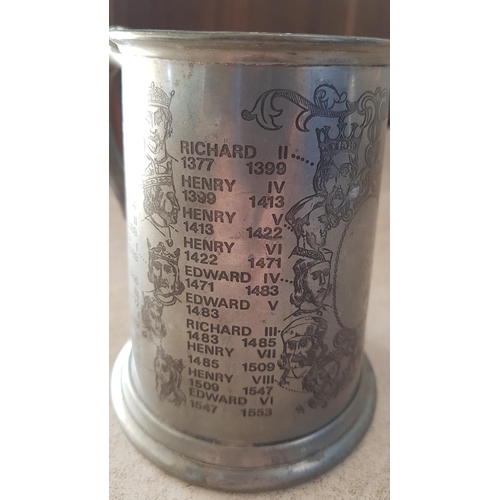 RICHARD II
1377 1399
HENRY IV
1399 1413
HENRY V
1413 1422
HENRY VI
1422 1471
EDWARD IV
1471 1483
EDWARD V
1483
RICHARD III
1483 1485
HENRY VII
1485 1509
HENRY VIII
1509 1547
EDWARD VI
1547 1553